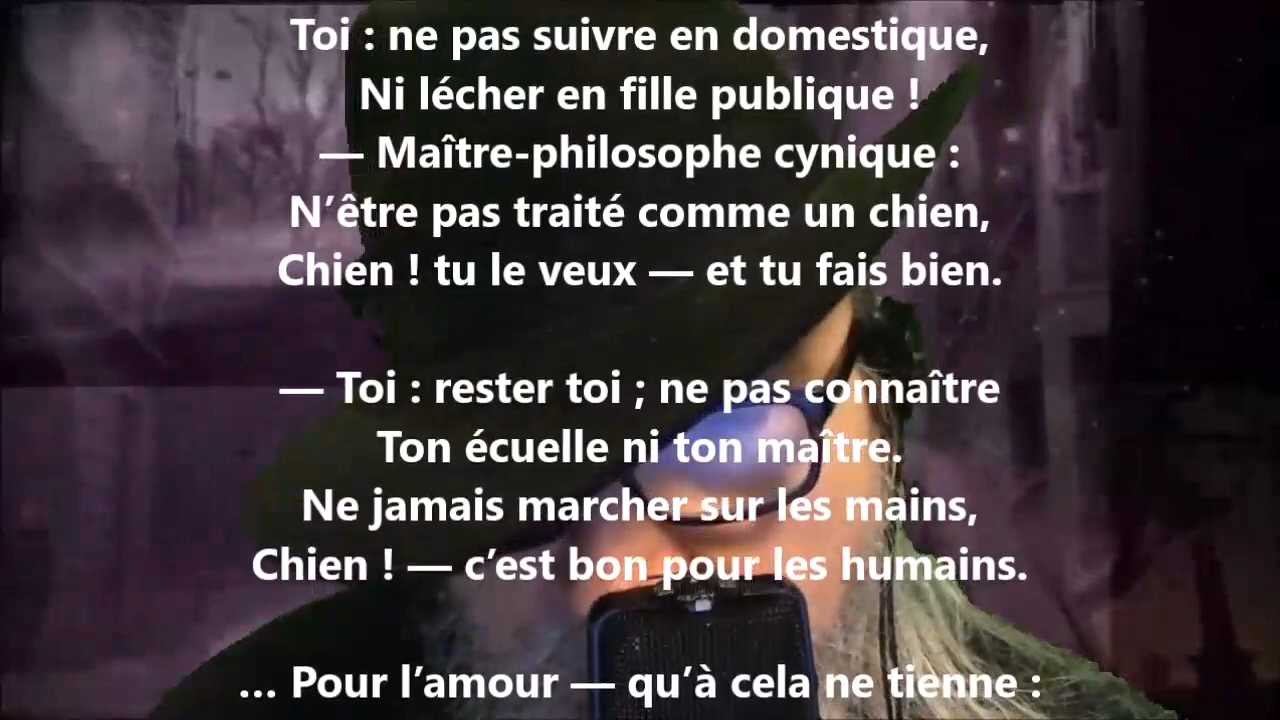 Toi : ne pas suivre en domestique,
Ni lécher en fille publique !
— Maître-philosophe cynique :
N’être pas traité comme un chien,
Chien ! tu le veux — et tu fais bien.
— Toi : rester toi ; ne pas connaître
Ton écuelle ni ton maître.
Ne jamais marcher sur les mains,
Chien ! — c’est bon pour les humains.
… Pour l’amour — qu’à cela ne tienne :